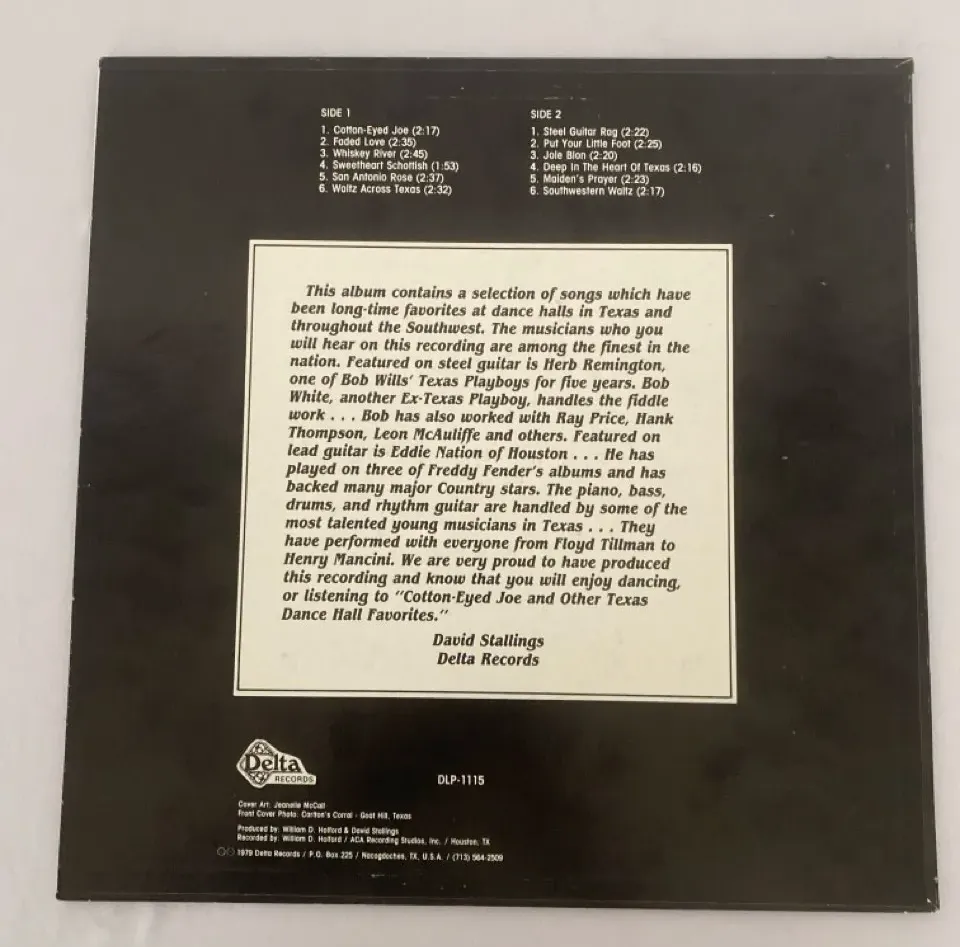 SIDE 1
1. Cotton-Eyed Joe (2:17)
2. Faded Love (2:35)
3. Whiskey River (2:45)
4. Sweetheart Schottish (1:53)
5. San Antonio Rose (2:37)
6. Waltz Across Texas (2:32)
SIDE 2
1. Steel Guitar Rag (2:22)
2. Put Your Little Foot (2:25)
3. Jole Blon (2:20)
4. Deep In The Heart Of Texas (2:16)
5. Maiden's Prayer (2:23)
6. Southwestern Waltz (2:17)
This album contains a selection of songs which have
been long-time favorites at dance halls in Texas and
throughout the Southwest. The musicians who you
will hear on this recording are among the finest in the
nation. Featured on steel guitar is Herb Remington,
one of Bob Wills' Texas Playboys for five years. Bob
White, another Ex-Texas Playboy, handles the fiddle
work . . . Bob has also worked with Ray Price, Hank
Thompson, Leon McAuliffe and others. Featured on
lead guitar is Eddie Nation of Houston . . . He has
played on three of Freddy Fender's albums and has
backed many major Country stars. The piano, bass,
drums, and rhythm guitar are handled by some of the
most talented young musicians in Texas . . . They
have performed with everyone from Floyd Tillman to
Henry Mancini. We are very proud to have produced
this recording and know that you will enjoy dancing,
or listening to "Cotton-Eyed Joe and Other Texas
Dance Hall Favorites."
David Stallings
Delta Records
Delta
RECORDS
DLP-1115
Cover Art: Jeanelle McCall
Front Cover Photo: Carlton's Corral - Goat Hill, Texas
Produced by: William D. Holford & David Stallings
Recorded by: William D. Holford / ACA Recording Studios, Inc. / Houston, TX
1979 Delta Records / P.O. Box 225 / Nacogdoches, TX, U.S.A. / (713) 564-2509